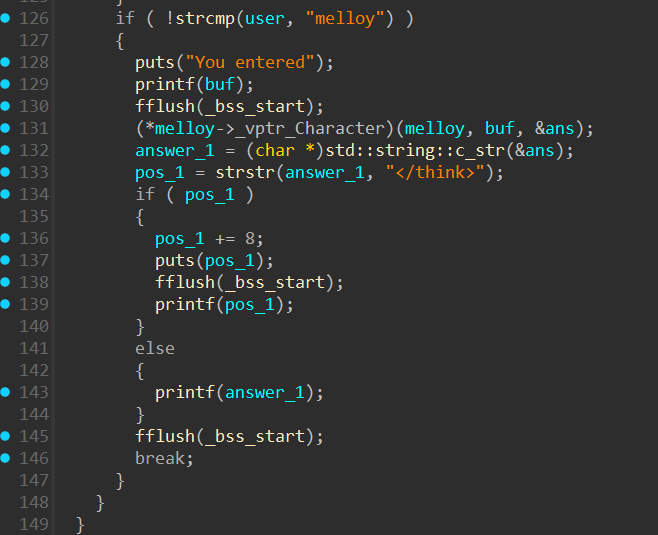 126 if ( !strcmp(user, "melloy") )
127 {
128 puts("You entered");
129 printf(buf);
130 fflush(_bss_start);
131 (*melloy->_vptr_Character)(melloy, buf, &ans);
132 answer_1 = (char *)std::string::c_str(&ans);
133 pos_1 = strstr(answer_1, "</think>");
134 if ( pos_1 )
135 {
136 pos_1 += 8;
137 puts(pos_1);
138 fflush(_bss_start);
139 printf(pos_1);
140 }
141 else
142 {
143 printf(answer_1);
144 }
145 fflush(_bss_start);
146 break;
147 }
148 }
149 }